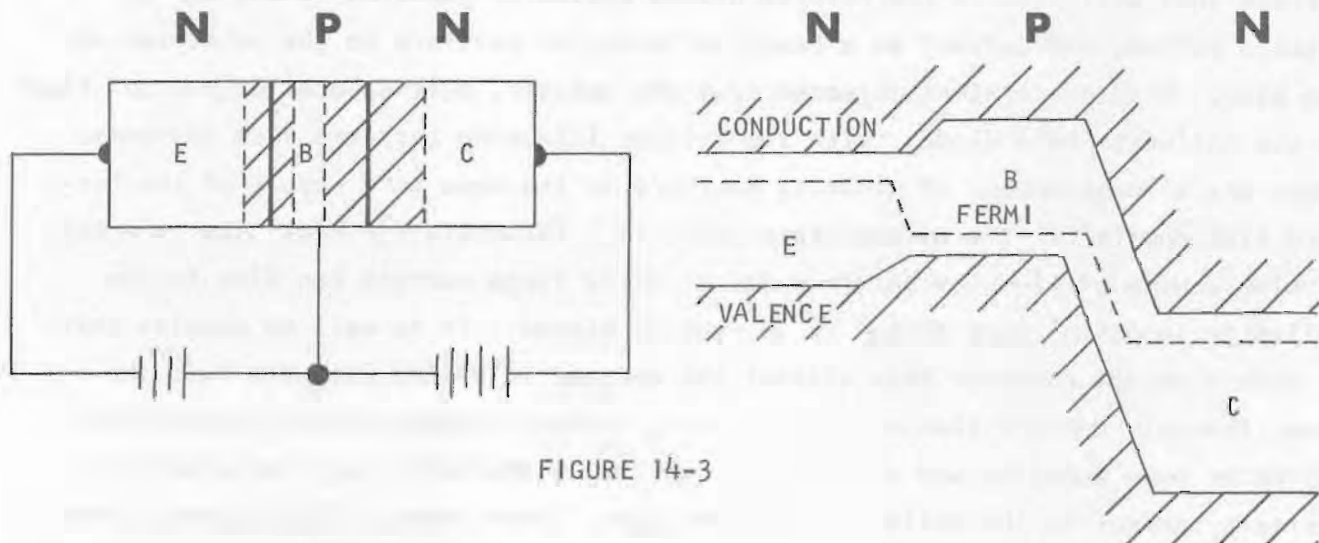 N P N
N P N
E B C
CONDUCTION
B
FERMI
E
VALENCE
C
FIGURE 14-3